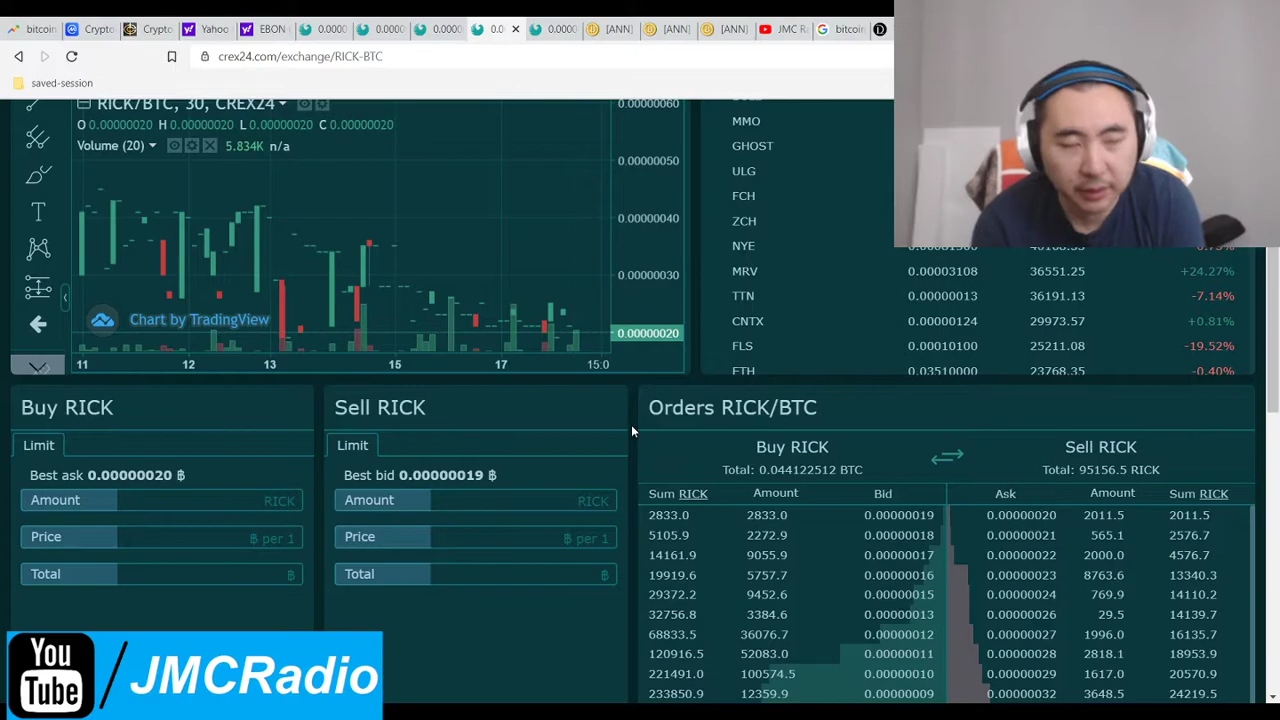 bitcoin
Crypto
Crypto
Yahoo
EBON
0.0000
0.0000
0.0000
0.0
0.0000
[ANN]
[ANN]
[ANN]
JMC R
bitcoin
crex24.com/exchange/RICK-BTC
saved-session
RICK/BTC, 30, CREX24
O 0.00000020 H 0.00000020 L 0.00000020 C 0.00000020
Volume (20) 5.834K n/a
0.00000060
0.00000050
0.00000040
0.00000030
0.00000020
Chart by TradingView
11 12 13 15 17 15:0
MMO
GHOST
ULG
FCH
ZCH
NYE
MRV 0.00003108 36551.25 +24.27%
TTN 0.00000013 36191.13 -7.14%
CNTX 0.00000124 29973.57 +0.81%
FLS 0.00010100 25211.08 -19.52%
ETH 0.03510000 23768.35 -0.40%
Buy RICK
Limit
Best ask 0.00000020 ฿
Amount RICK
Price ฿ per 1
Total ฿
Sell RICK
Limit
Best bid 0.00000019 ฿
Amount RICK
Price ฿ per 1
Total ฿
Orders RICK/BTC
Buy RICK Sell RICK
Total: 0.044122512 BTC Total: 95156.5 RICK
Sum RICK Amount Bid Ask Amount Sum RICK
2833.0 2833.0 0.00000019 0.00000020 2011.5 2011.5
5105.9 2272.9 0.00000018 0.00000021 565.1 2576.7
14161.9 9055.9 0.00000017 0.00000022 2000.0 4576.7
19919.6 5757.7 0.00000016 0.00000023 8763.6 13340.3
29372.2 9452.6 0.00000015 0.00000024 769.9 14110.2
32756.8 3384.6 0.00000013 0.00000026 29.5 14139.7
68833.5 36076.7 0.00000012 0.00000027 1996.0 16135.7
120916.5 52083.0 0.00000011 0.00000028 2818.1 18953.9
221491.0 100574.5 0.00000010 0.00000029 1617.0 20570.9
233850.9 12359.9 0.00000009 0.00000032 3648.5 24219.5
You
Tube
/JMCRadio